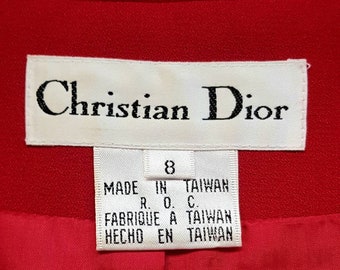 Christian Dior
8
MADE IN TAIWAN
R. O. C.
FABRIQUE A TAIWAN
HECHO EN TAIWAN